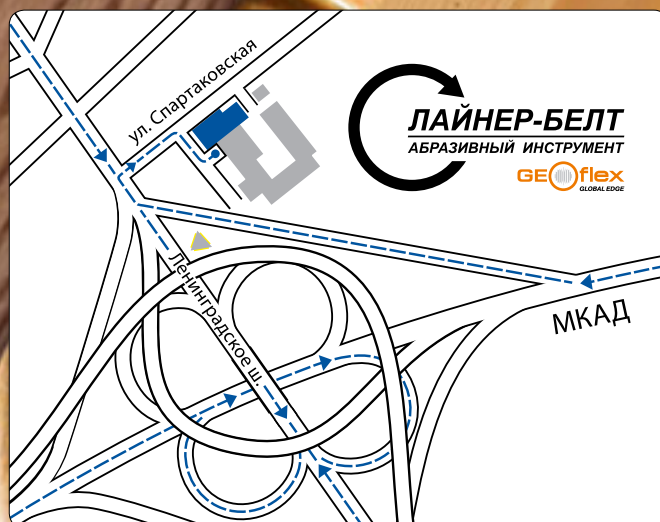 ул. Спартаковская
ЛАЙНЕР-БЕЛТ
АБРАЗИВНЫЙ ИНСТРУМЕНТ
GEOflex
GLOBAL EDGE
Ленинградское ш.
МКАД